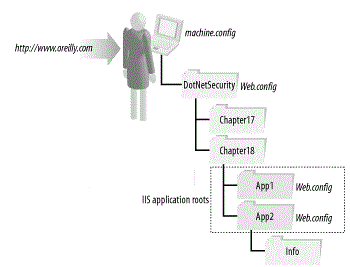 machine.config
http://www.oreilly.com
DotNetSecurity
Web.config
Chapter17
Chapter18
App1
Web.config
IIS application roots
App2
Web.config
Info